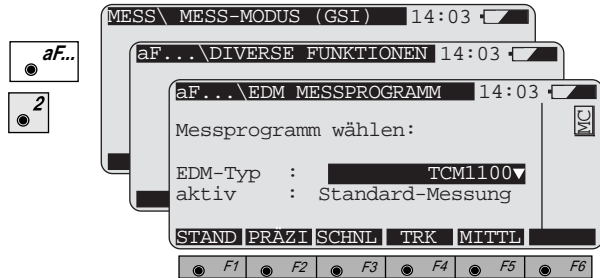 MESS\ MESS-MODUS (GSI) 14:03
aF...
aF...\DIVERSE FUNKTIONEN 14:03
2
aF...\EDM MESSPROGRAMM 14:03
MC
Messprogramm wählen:
EDM-Typ : TCM1100▼
aktiv : Standard-Messung
STAND PRÄZI SCHNL TRK MITTL
F1 F2 F3 F4 F5 F6